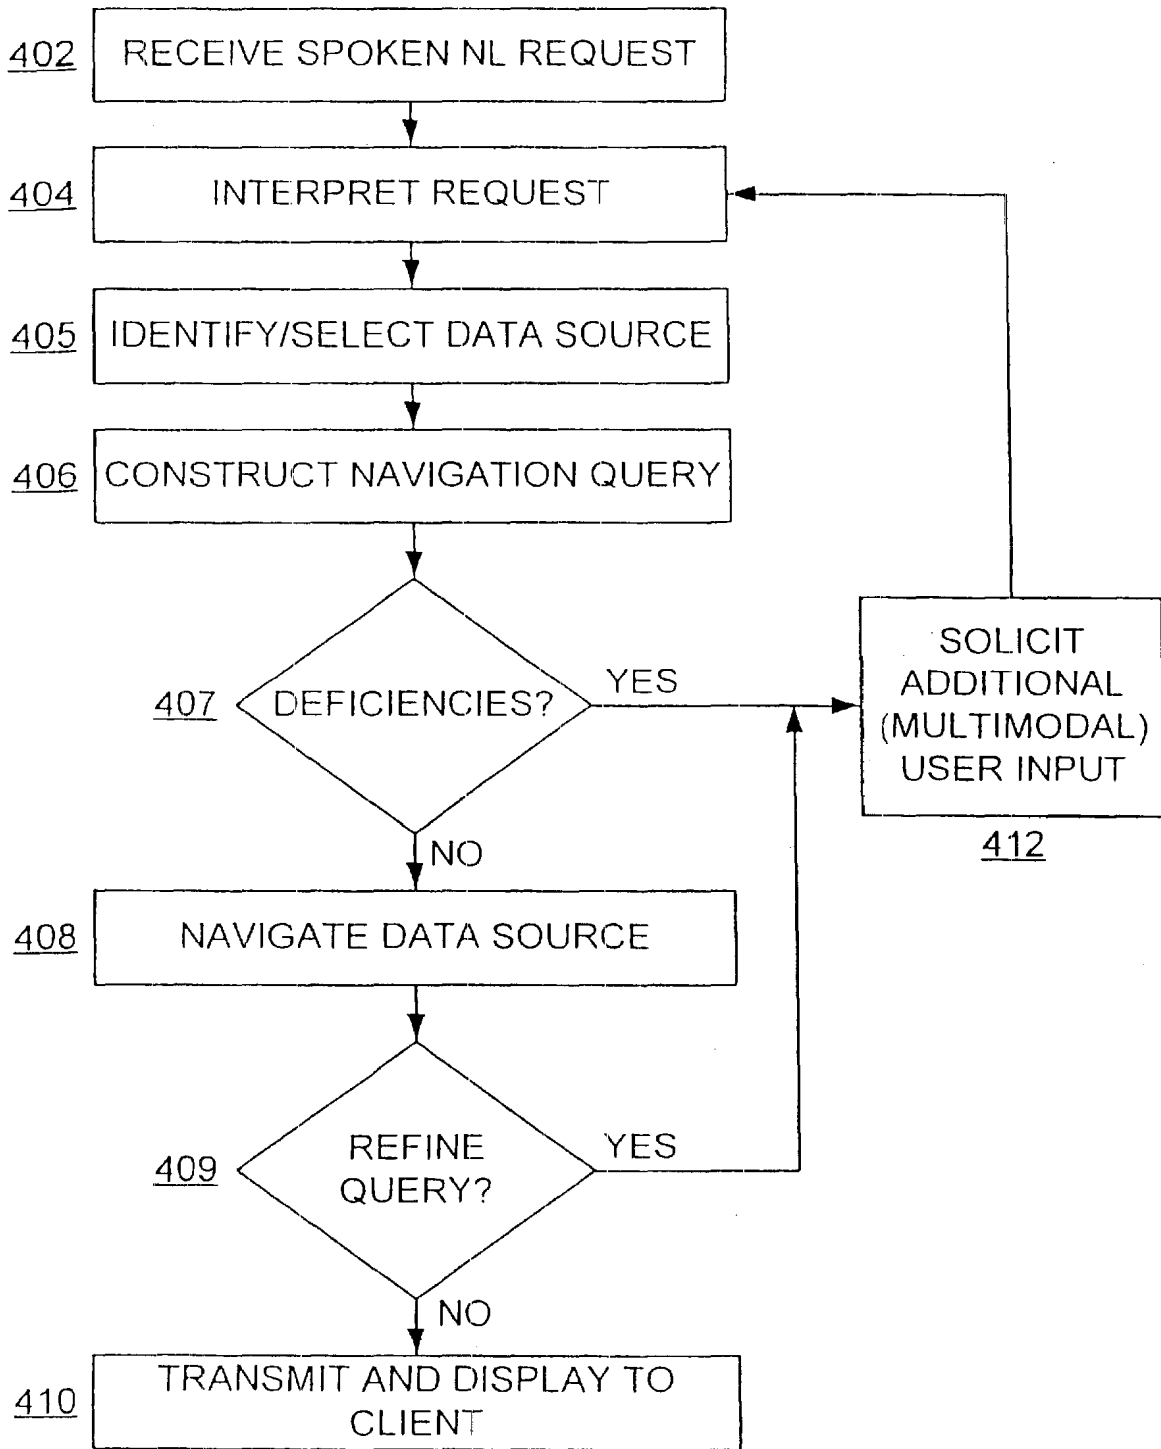 402
RECEIVE SPOKEN NL REQUEST
404
INTERPRET REQUEST
405
IDENTIFY/SELECT DATA SOURCE
406
CONSTRUCT NAVIGATION QUERY
407
DEFICIENCIES?
YES
SOLICIT
ADDITIONAL
(MULTIMODAL)
USER INPUT
412
NO
408
NAVIGATE DATA SOURCE
409
REFINE
QUERY?
YES
NO
410
TRANSMIT AND DISPLAY TO
CLIENT